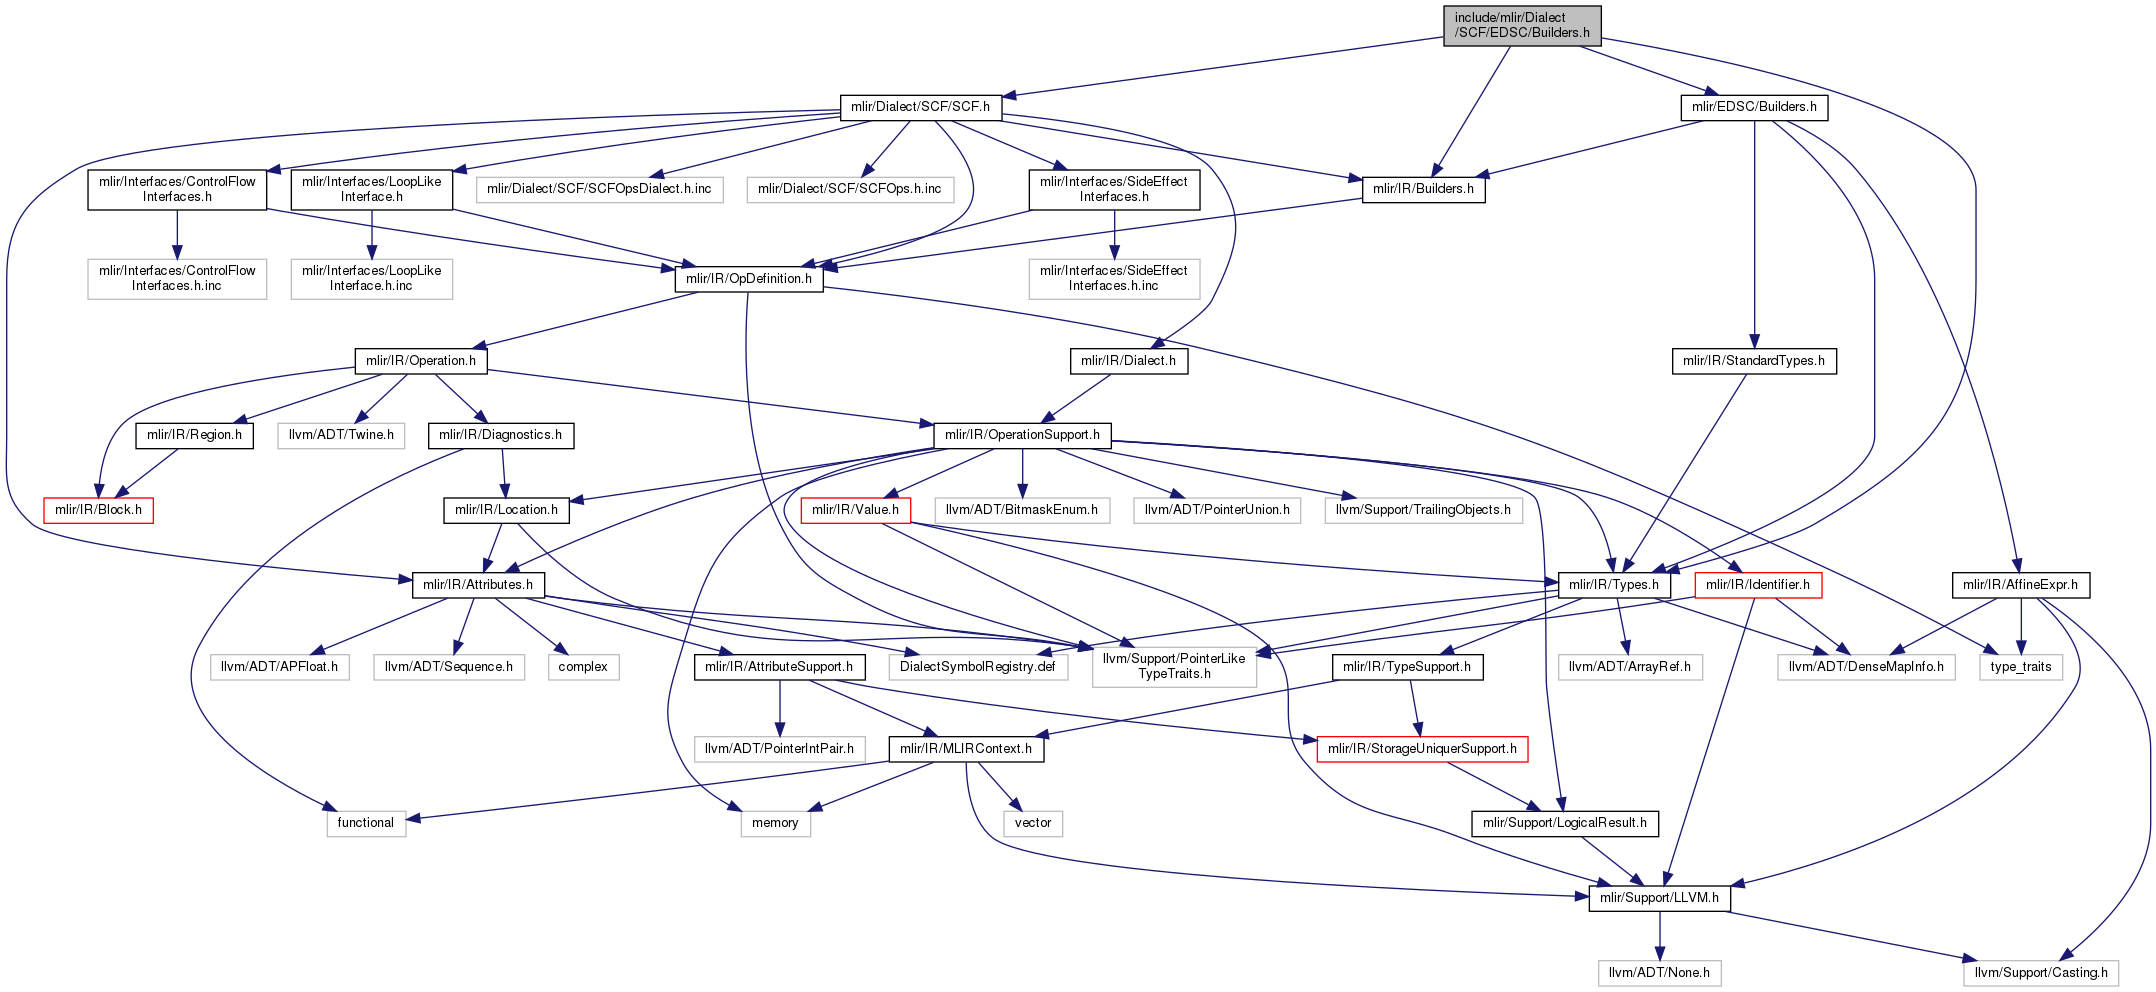 include/mlir/Dialect
/SCF/EDSC/Builders.h
mlir/Dialect/SCF/SCF.h
mlir/EDSC/Builders.h
mlir/Interfaces/ControlFlow
Interfaces.h
mlir/Interfaces/LoopLike
Interface.h
mlir/Dialect/SCF/SCFOpsDialect.h.inc
mlir/Dialect/SCF/SCFOps.h.inc
mlir/Interfaces/SideEffect
Interfaces.h
mlir/IR/Builders.h
mlir/Interfaces/ControlFlow
Interfaces.h.inc
mlir/Interfaces/LoopLike
Interface.h.inc
mlir/IR/OpDefinition.h
mlir/Interfaces/SideEffect
Interfaces.h.inc
mlir/IR/Operation.h
mlir/IR/Dialect.h
mlir/IR/StandardTypes.h
mlir/IR/Region.h
llvm/ADT/Twine.h
mlir/IR/Diagnostics.h
mlir/IR/OperationSupport.h
mlir/IR/Block.h
mlir/IR/Location.h
mlir/IR/Value.h
llvm/ADT/BitmaskEnum.h
llvm/ADT/PointerUnion.h
llvm/Support/TrailingObjects.h
mlir/IR/Attributes.h
mlir/IR/Types.h
mlir/IR/Identifier.h
mlir/IR/AffineExpr.h
llvm/ADT/APFloat.h
llvm/ADT/Sequence.h
complex
mlir/IR/AttributeSupport.h
DialectSymbolRegistry.def
llvm/Support/PointerLike
TypeTraits.h
mlir/IR/TypeSupport.h
llvm/ADT/ArrayRef.h
llvm/ADT/DenseMapInfo.h
type_traits
llvm/ADT/PointerIntPair.h
mlir/IR/MLIRContext.h
mlir/IR/StorageUniquerSupport.h
functional
memory
vector
mlir/Support/LogicalResult.h
mlir/Support/LLVM.h
llvm/ADT/None.h
llvm/Support/Casting.h